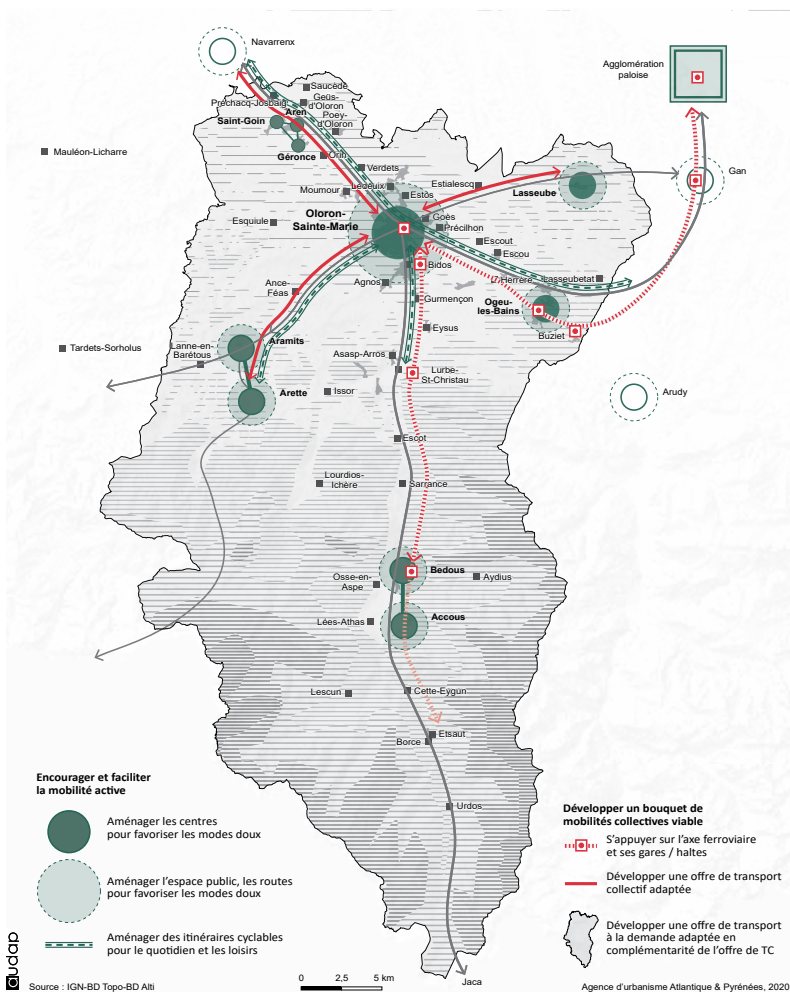 Navarrenx
Agglomération
paloise
Saucède
Préchacq-Josbaig
Geüs-
d'Oloron
Aren
Saint-Goin
Poey-
d'Oloron
Géronce
Orin
Mauléon-Licharre
Verdets
Gan
Moumour
Ledeuix
Estos
Estialescq
Lasseube
Oloron-
Sainte-Marie
Esquiule
Goès
Précilhon
Escout
Escou
Bidos
Herrère
Lasseubetat
Agnos
Ance-
Féas
Gurmençon
Ogeu-
les-Bains
Eysus
Buziet
Aramits
Lanne-en-
Barétous
Tardets-Sorholus
Asasp-Arros
Lurbe-
St-Christau
Arette
Issor
Arudy
Escot
Lourdios-
Ichère
Sarrance
Osse-en-
Aspe
Bedous
Aydius
Lées-Athas
Accous
Lescun
Cette-Eygun
Etsaut
Borce
Urdos
Jaca
Encourager et faciliter
la mobilité active
Aménager les centres
pour favoriser les modes doux
Aménager l'espace public, les routes
pour favoriser les modes doux
Aménager des itinéraires cyclables
pour le quotidien et les loisirs
Développer un bouquet de
mobilités collectives viable
S'appuyer sur l'axe ferroviaire
et ses gares / haltes
Développer une offre de transport
collectif adaptée
Développer une offre de transport
à la demande adaptée en
complémentarité de l'offre de TC
audap
Source : IGN-BD Topo-BD Alti
0 2,5 5 km
Agence d'urbanisme Atlantique & Pyrénées, 2020